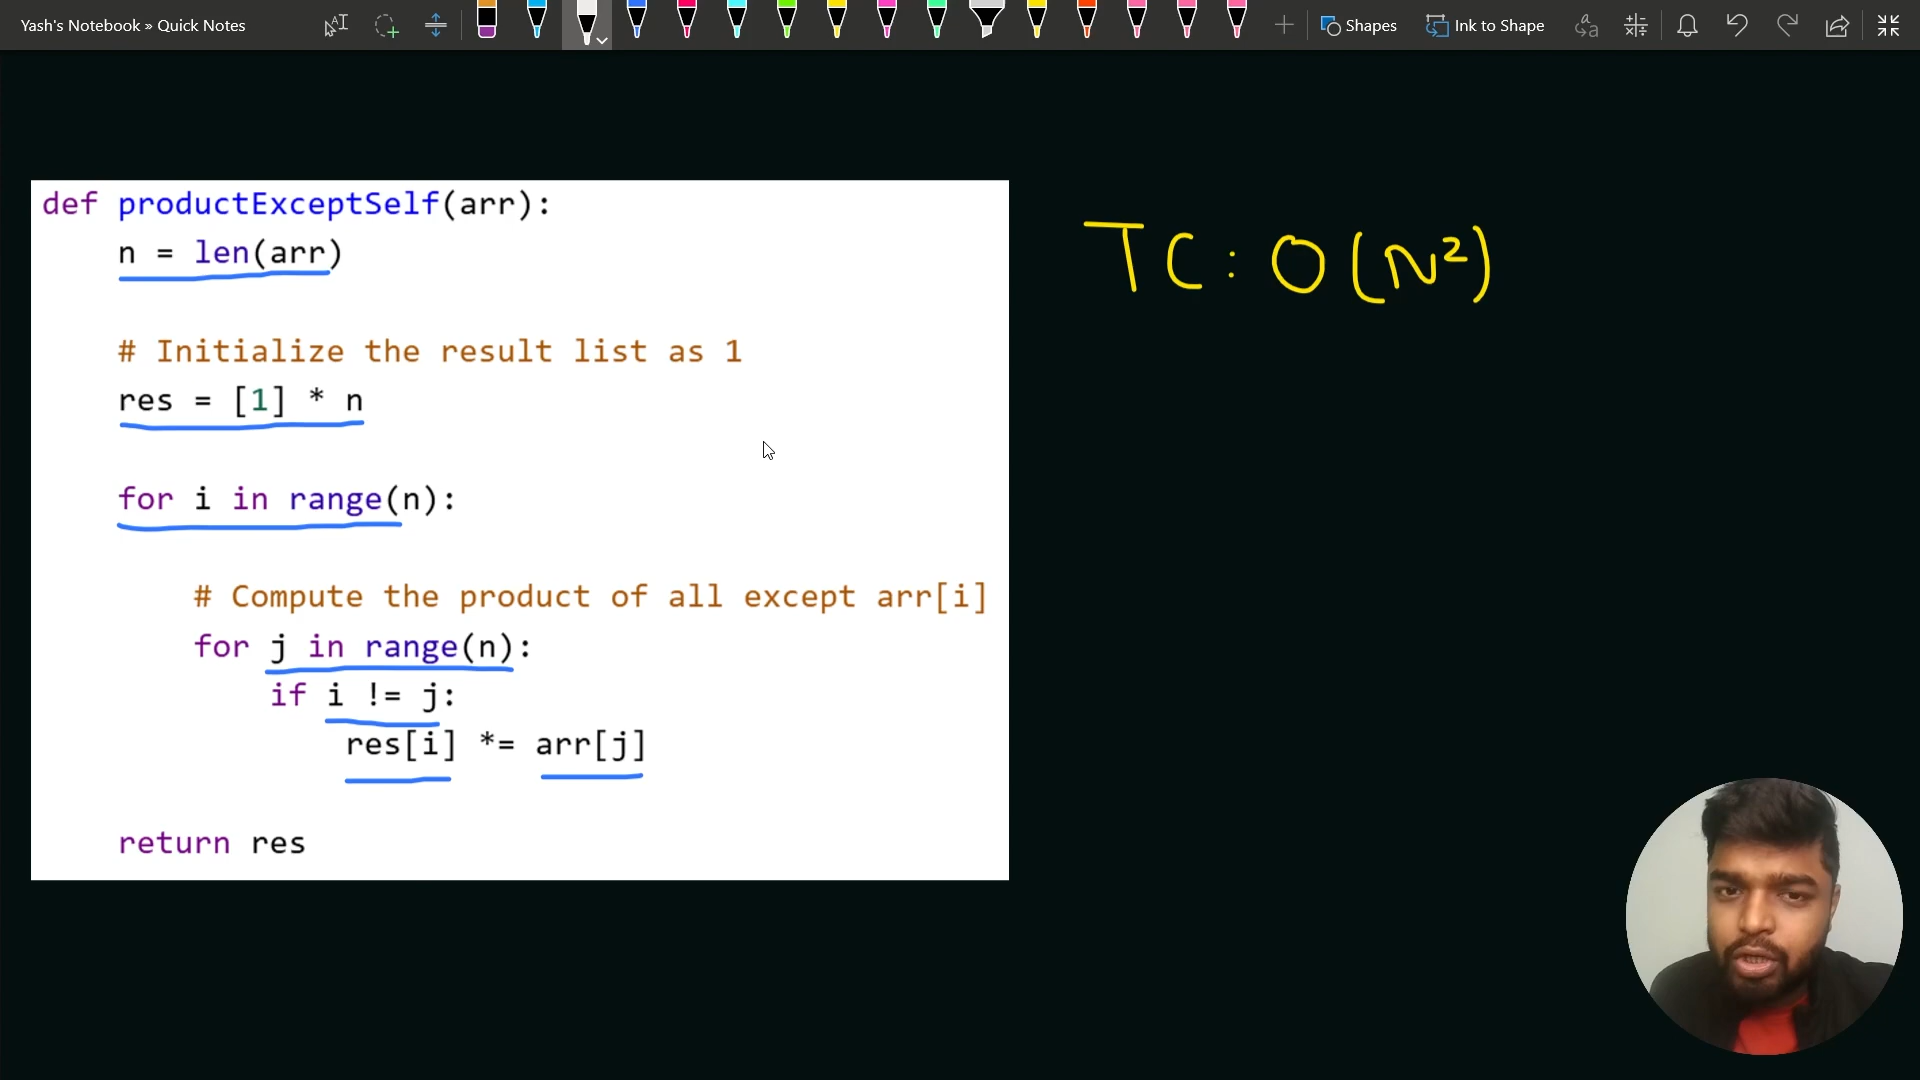 Yash's Notebook » Quick Notes
Shapes
Ink to Shape
def productExceptSelf(arr):
n = len(arr)
# Initialize the result list as 1
res = [1] * n
for i in range(n):
# Compute the product of all except arr[i]
for j in range(n):
if i != j:
res[i] *= arr[j]
return res
TC : O(N²)